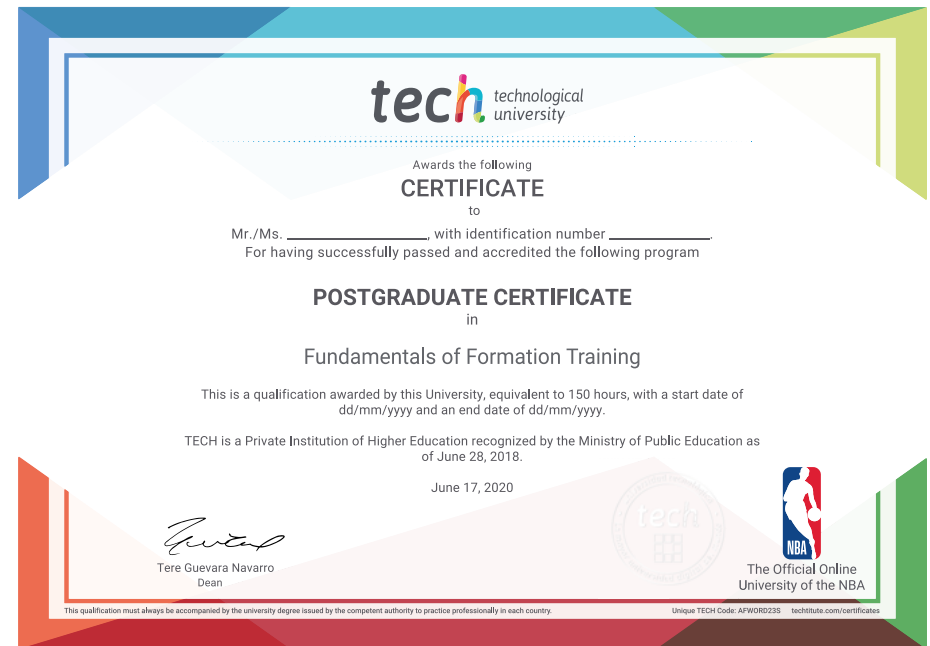 tech technological
university
Awards the following
CERTIFICATE
to
Mr./Ms. ____________________, with identification number ______________.
For having successfully passed and accredited the following program
POSTGRADUATE CERTIFICATE
in
Fundamentals of Formation Training
This is a qualification awarded by this University, equivalent to 150 hours, with a start date of
dd/mm/yyyy and an end date of dd/mm/yyyy.
TECH is a Private Institution of Higher Education recognized by the Ministry of Public Education as
of June 28, 2018.
June 17, 2020
tech
NBA
Tere Guevara Navarro
Dean
The Official Online
University of the NBA
This qualification must always be accompanied by the university degree issued by the competent authority to practice professionally in each country.
Unique TECH Code: AFWORD23S techtitute.com/certificates